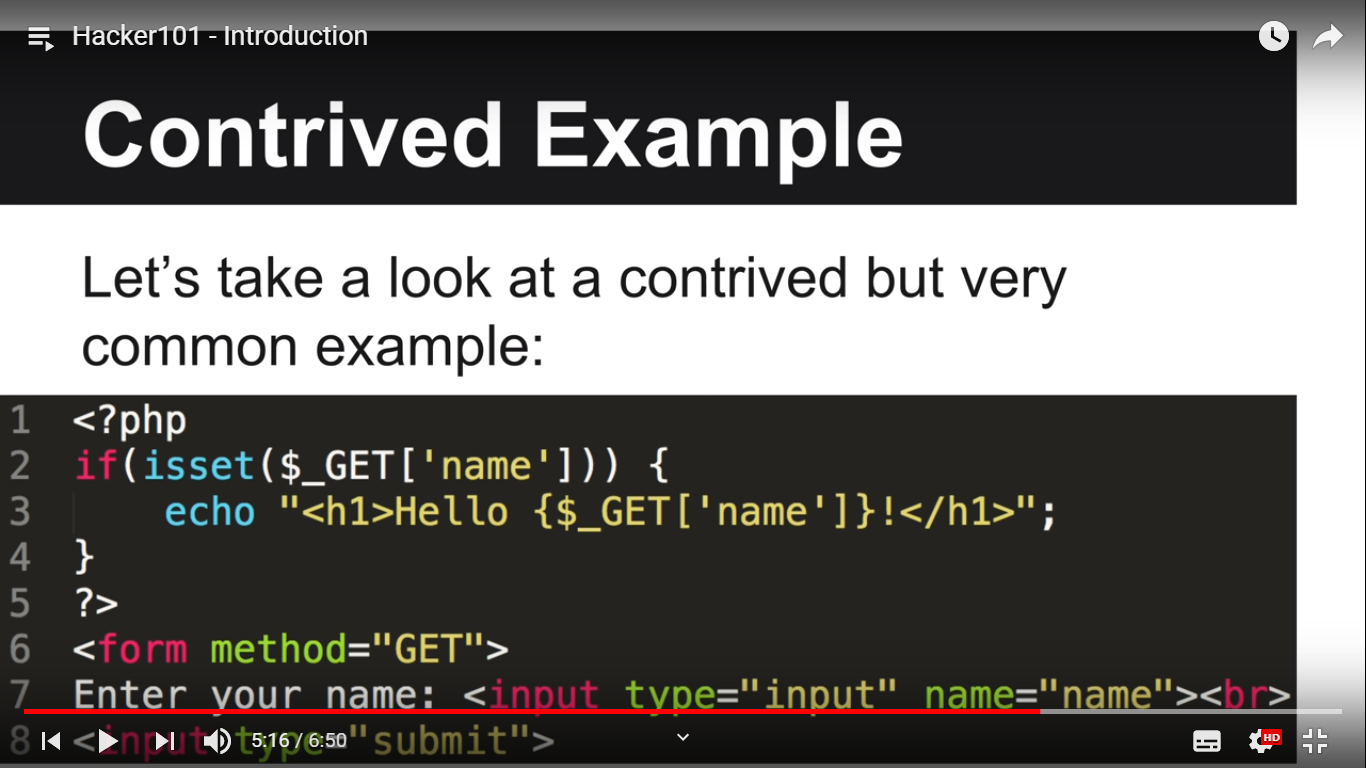 Hacker101 - Introduction
Contrived Example
Let’s take a look at a contrived but very
common example:
1 <?php
2 if(isset($_GET['name'])) {
3     echo "<h1>Hello {$_GET['name']}!</h1>";
4 }
5 ?>
6 <form method="GET">
7 Enter your name: <input type="input" name="name"><br>
8 <input type="submit">
5:16 / 6:50
HD